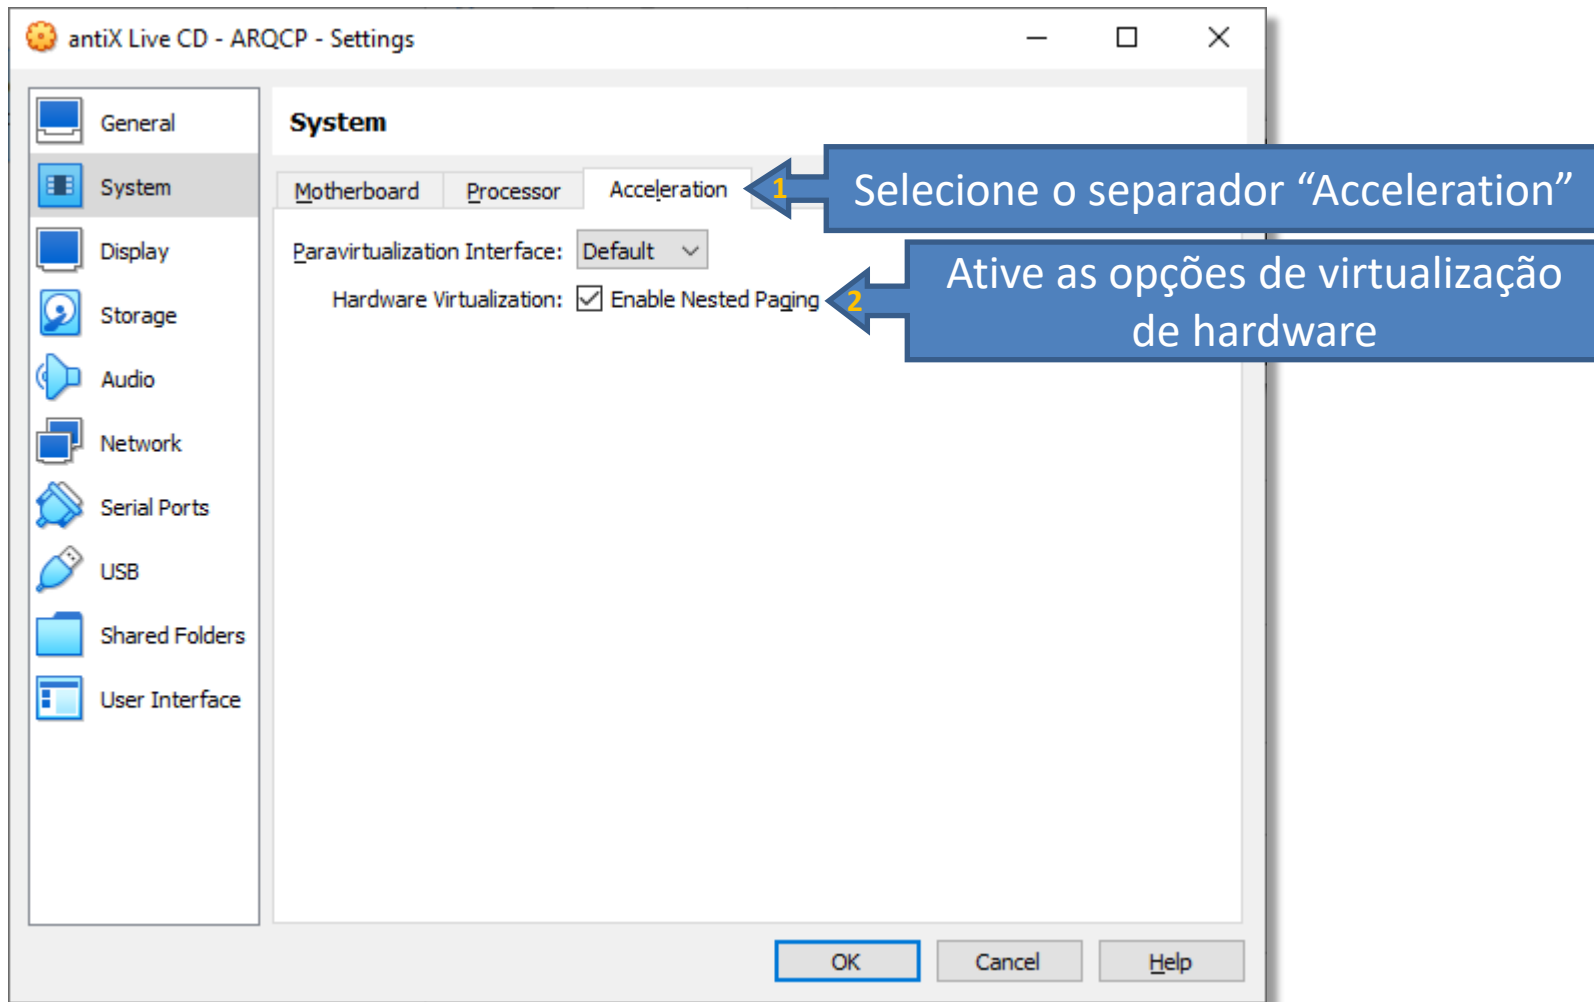 antiX Live CD - ARQCP - Settings
General
System
Display
Storage
Audio
Network
Serial Ports
USB
Shared Folders
User Interface
System
Motherboard
Processor
Acceleration
1
Selecione o separador “Acceleration”
Paravirtualization Interface:
Default
Hardware Virtualization:
Enable Nested Paging
2
Ative as opções de virtualização
de hardware
OK
Cancel
Help